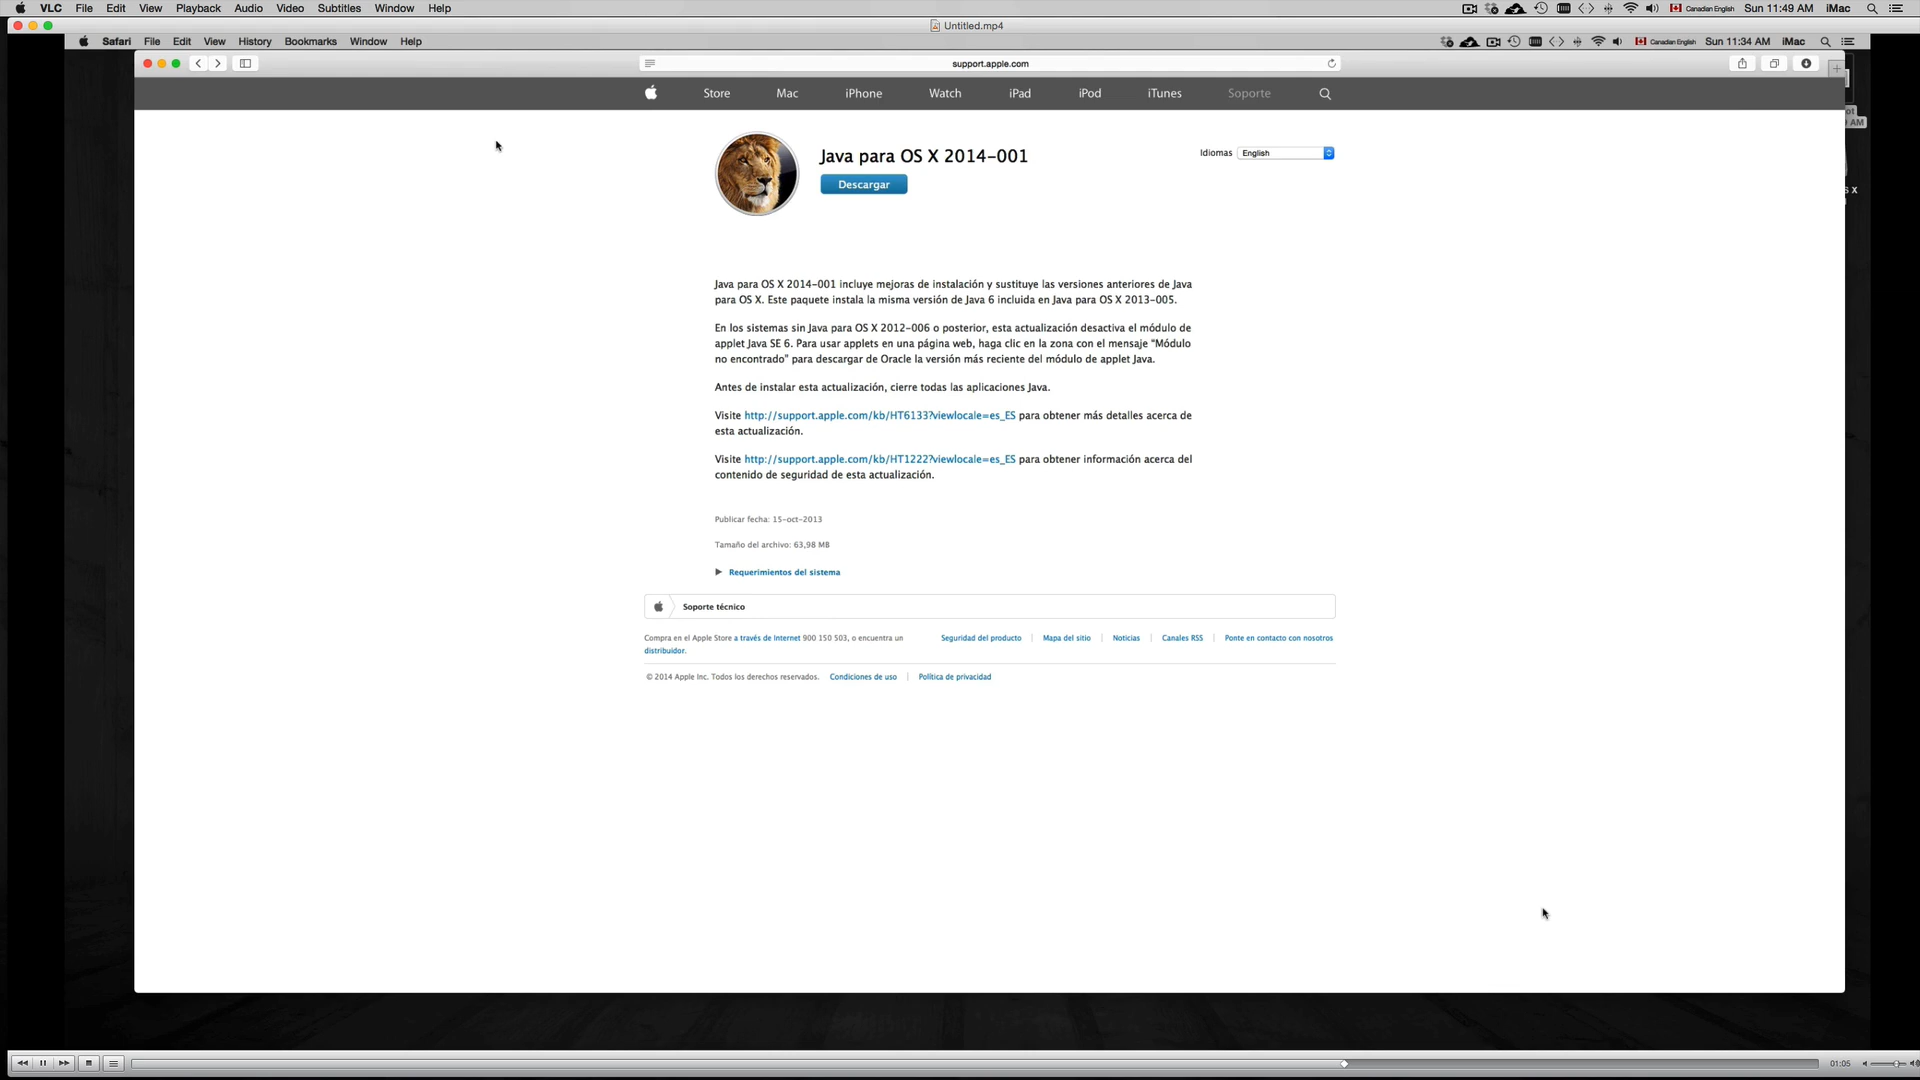 VLC File Edit View Playback Audio Video Subtitles Window Help Canadian English Sun 11:49 AM iMac
Untitled.mp4
Safari File Edit View History Bookmarks Window Help Canadian English Sun 11:34 AM iMac
support.apple.com
Store Mac iPhone Watch iPad iPod iTunes Soporte
AM
Java para OS X 2014-001
Idiomas English
Descargar
S X
Java para OS X 2014-001 incluye mejoras de instalación y sustituye las versiones anteriores de Java
para OS X. Este paquete instala la misma versión de Java 6 incluida en Java para OS X 2013-005.
En los sistemas sin Java para OS X 2012-006 o posterior, esta actualización desactiva el módulo de
applet Java SE 6. Para usar applets en una página web, haga clic en la zona con el mensaje “Módulo
no encontrado” para descargar de Oracle la versión más reciente del módulo de applet Java.
Antes de instalar esta actualización, cierre todas las aplicaciones Java.
Visite http://support.apple.com/kb/HT6133?viewlocale=es_ES para obtener más detalles acerca de
esta actualización.
Visite http://support.apple.com/kb/HT1222?viewlocale=es_ES para obtener información acerca del
contenido de seguridad de esta actualización.
Publicar fecha: 15-oct-2013
Tamaño del archivo: 63,98 MB
Requerimientos del sistema
Soporte técnico
Compra en el Apple Store a través de Internet 900 150 503, o encuentra un
distribuidor.
Seguridad del producto Mapa del sitio Noticias Canales RSS Ponte en contacto con nosotros
© 2014 Apple Inc. Todos los derechos reservados. Condiciones de uso Política de privacidad
01:05